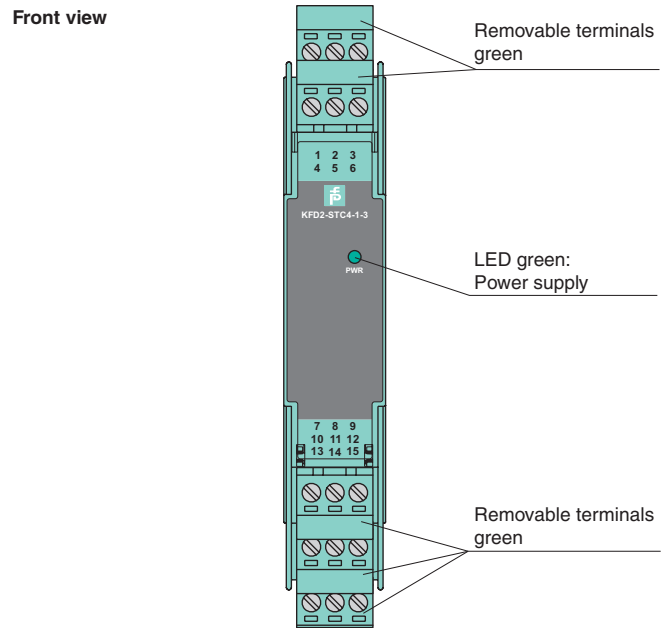 Front view
Removable terminals
green
1 2 3
4 5 6
KFD2-STC4-1-3
PWR
LED green:
Power supply
7 8 9
10 11 12
13 14 15
Removable terminals
green